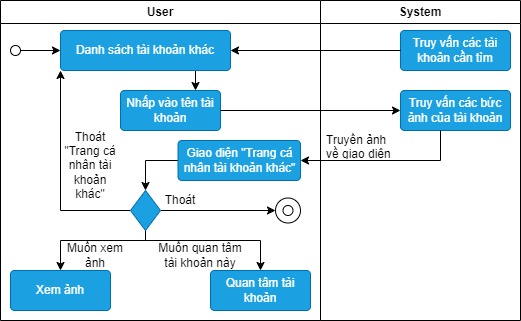 User
System
Danh sách tài khoản khác
Truy vấn các tài
khoản cần tìm
Nhấp vào tên tài
khoản
Truy vấn các bức
ảnh của tài khoản
Truyền ảnh
về giao diện
Giao diện "Trang cá
nhân tài khoản khác"
Thoát
"Trang cá
nhân tài
khoản
khác"
Thoát
Muốn xem
ảnh
Muốn quan tâm
tài khoản này
Xem ảnh
Quan tâm tài
khoản